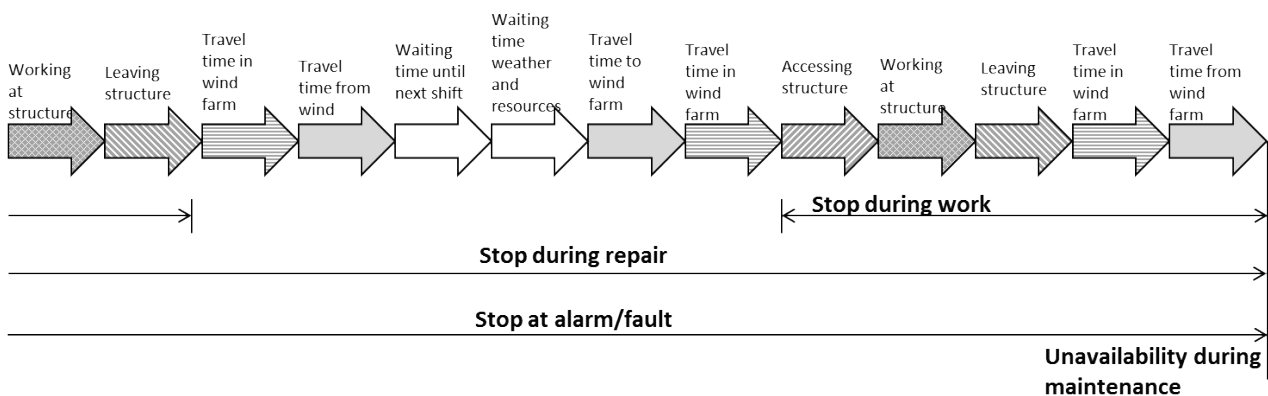 Working
at
structure
Leaving
structure
Travel
time in
wind
farm
Travel
time from
wind
Waiting
time until
next shift
Waiting
time
weather
and
resources
Travel
time to
wind
farm
Travel
time in
wind
farm
Accessing
structure
Working
at
structure
Leaving
structure
Travel
time in
wind
farm
Travel
time from
wind
farm
Stop during work
Stop during repair
Stop at alarm/fault
Unavailability during
maintenance